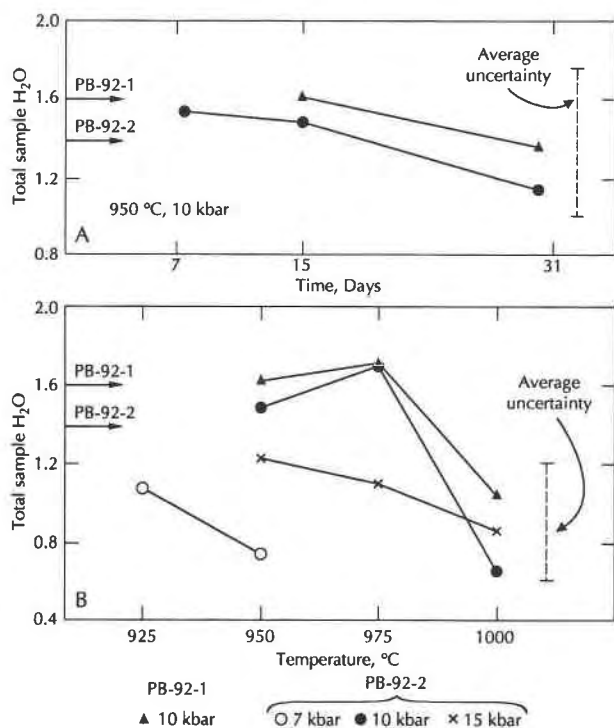 2.0
1.6
1.2
0.8
Total sample H₂O
PB-92-1
PB-92-2
Average
uncertainty
950 °C, 10 kbar
A
7 15 31
Time, Days
2.0
1.6
1.2
0.8
0.4
Total sample H₂O
PB-92-1
PB-92-2
Average
uncertainty
B
925 950 975 1000
Temperature, °C
PB-92-1 PB-92-2
▲ 10 kbar ○ 7 kbar ● 10 kbar × 15 kbar